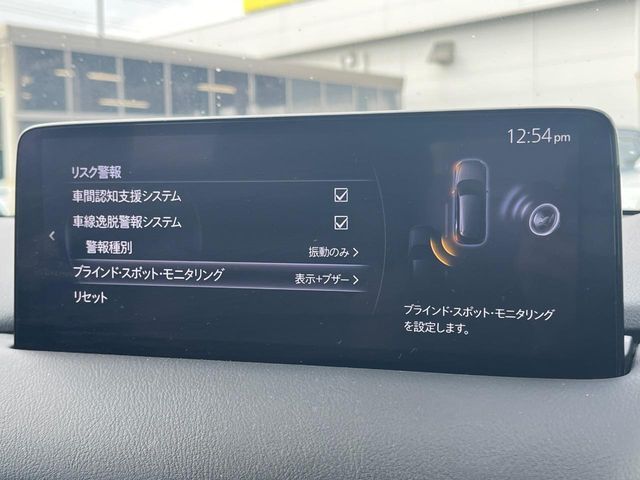 12:54pm
リスク警報
車間認知支援システム
車線逸脱警報システム
警報種別 振動のみ
ブラインド・スポット・モニタリング 表示+ブザー
リセット
ブラインド・スポット・モニタリング
を設定します。